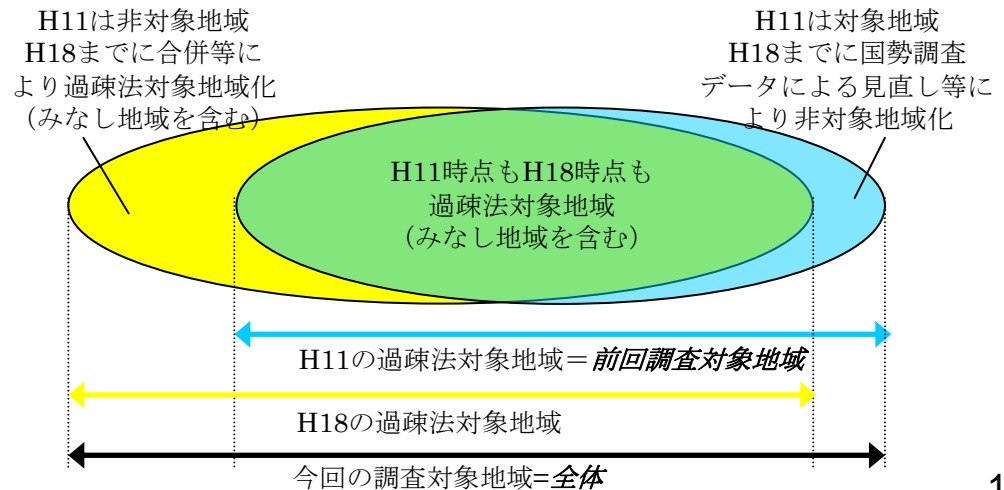 H11は非対象地域
H18までに合併等に
より過疎法対象地域化
（みなし地域を含む）
H11は対象地域
H18までに国勢調査
データによる見直し等に
より非対象地域化
H11時点もH18時点も
過疎法対象地域
（みなし地域を含む）
H11の過疎法対象地域＝前回調査対象地域
H18の過疎法対象地域
今回の調査対象地域=全体
1